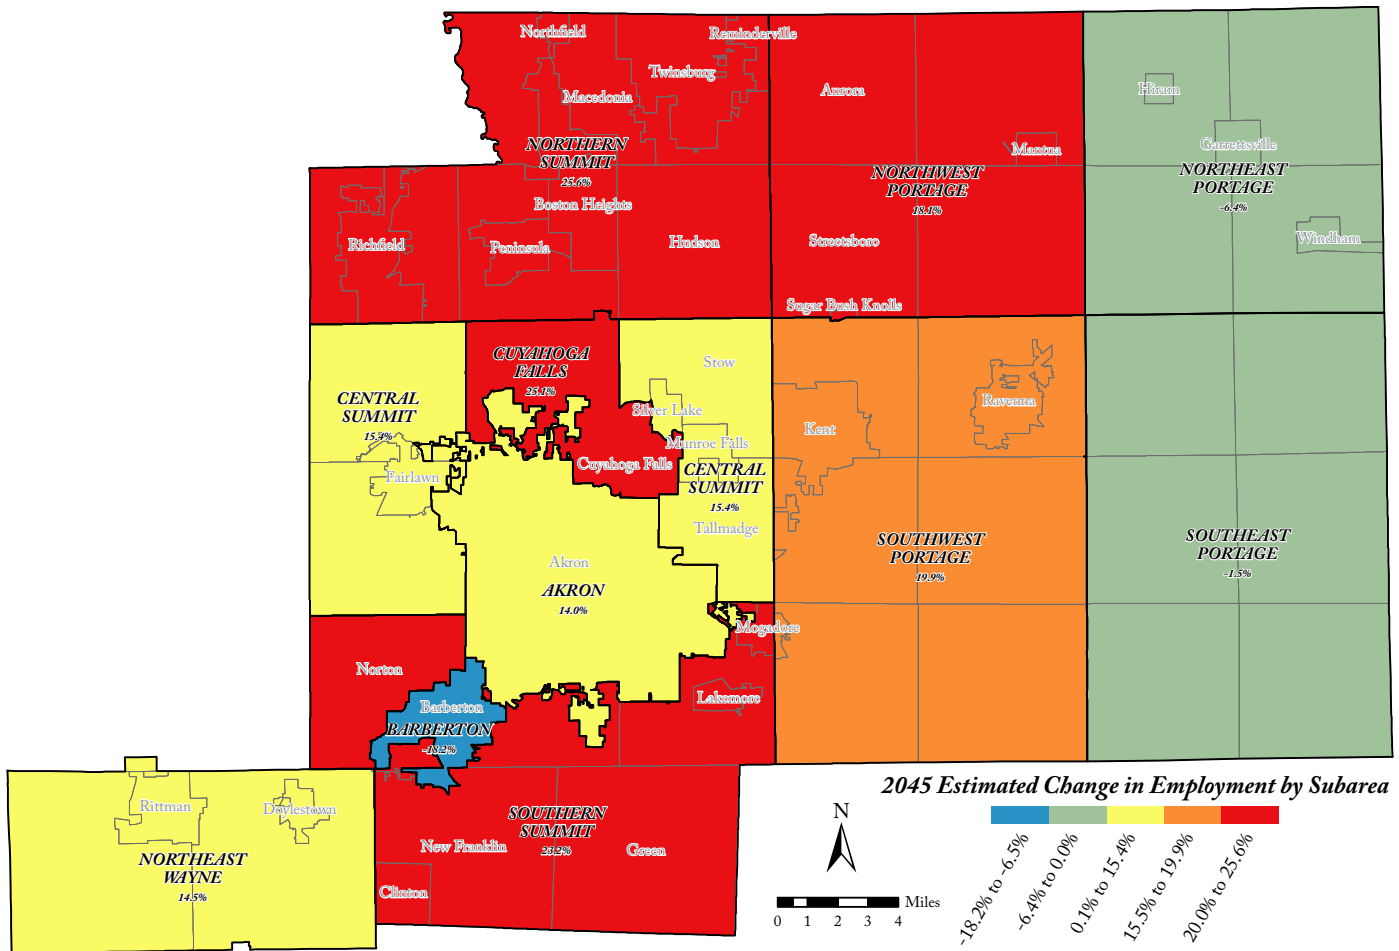 Northfield
Reminderville
Twinsburg
Macedonia
Aurora
Hiram
Mantua
Garrettsville
NORTHERN
SUMMIT
25.6%
NORTHWEST
PORTAGE
18.1%
NORTHEAST
PORTAGE
-6.4%
Boston Heights
Richfield
Peninsula
Hudson
Streetsboro
Windham
Sugar Bush Knolls
CUYAHOGA
FALLS
25.1%
Stow
CENTRAL
SUMMIT
15.4%
Silver Lake
Munroe Falls
Kent
Ravenna
Fairlawn
Cuyahoga Falls
CENTRAL
SUMMIT
15.4%
Tallmadge
SOUTHWEST
PORTAGE
19.9%
SOUTHEAST
PORTAGE
-1.5%
Akron
AKRON
14.0%
Mogadore
Norton
Lakemore
Barberton
BARBERTON
-18.2%
Rittman
Doylestown
SOUTHERN
SUMMIT
23.2%
New Franklin
Green
NORTHEAST
WAYNE
14.5%
Clinton
2045 Estimated Change in Employment by Subarea
-18.2% to -6.5%
-6.4% to 0.0%
0.1% to 15.4%
15.5% to 19.9%
20.0% to 25.6%
N
Miles
0 1 2 3 4